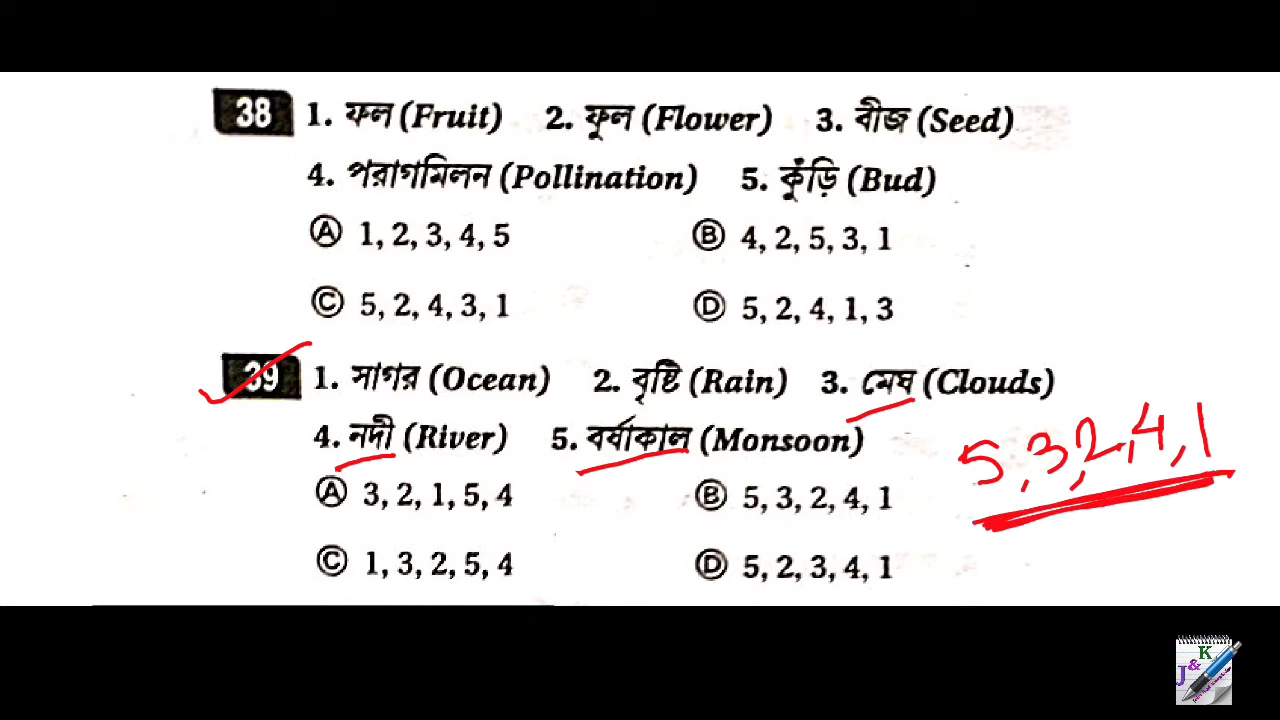 38 1. ফল (Fruit) 2. ফুল (Flower) 3. বীজ (Seed)
4. পরাগমিলন (Pollination) 5. কুঁড়ি (Bud)
Ⓐ 1, 2, 3, 4, 5 Ⓑ 4, 2, 5, 3, 1
Ⓒ 5, 2, 4, 3, 1 Ⓓ 5, 2, 4, 1, 3
39 1. সাগর (Ocean) 2. বৃষ্টি (Rain) 3. মেঘ (Clouds)
4. নদী (River) 5. বর্ষাকাল (Monsoon)
5,3,2,4,1
Ⓐ 3, 2, 1, 5, 4 Ⓑ 5, 3, 2, 4, 1
Ⓒ 1, 3, 2, 5, 4 Ⓓ 5, 2, 3, 4, 1
J & K